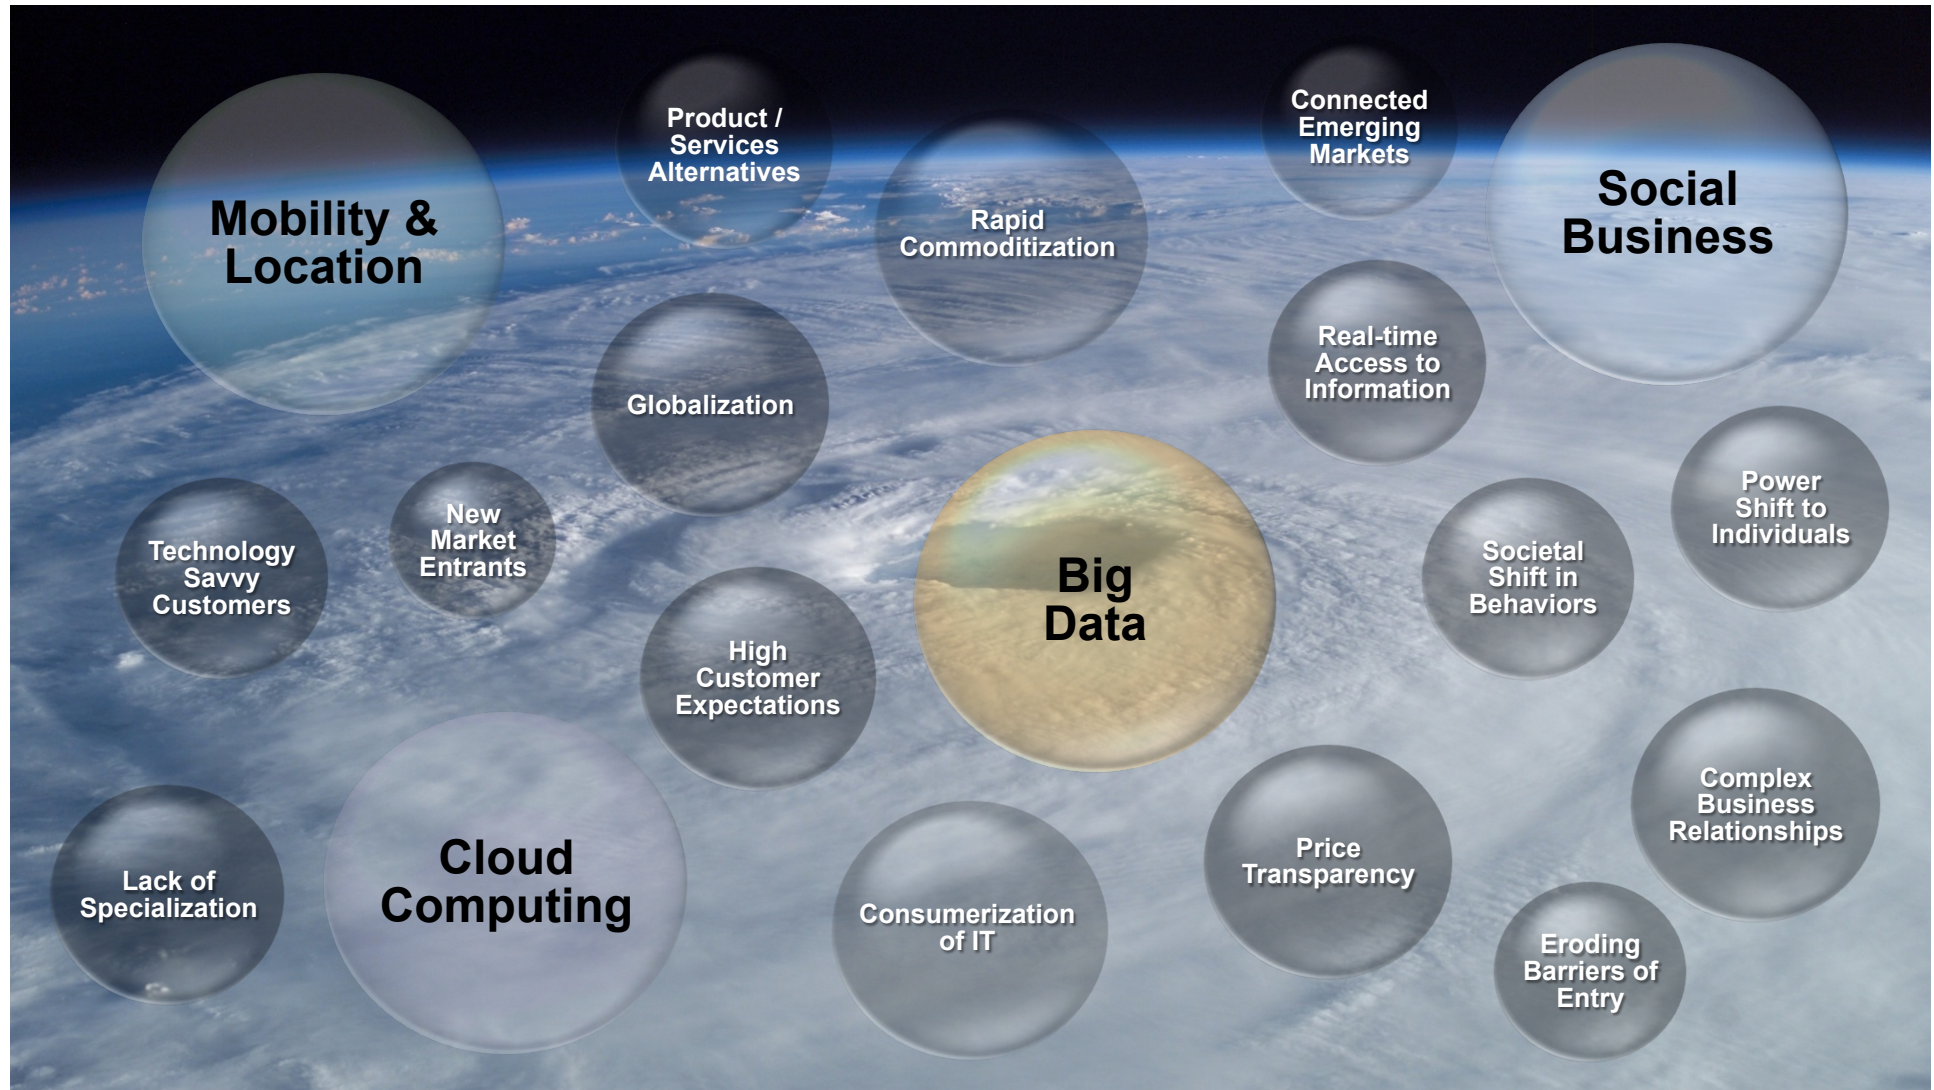 Product /
Services
Alternatives
Connected
Emerging
Markets
Mobility &
Location
Rapid
Commoditization
Social
Business
Globalization
Real-time
Access to
Information
Technology
Savvy
Customers
New
Market
Entrants
Big
Data
Societal
Shift in
Behaviors
Power
Shift to
Individuals
High
Customer
Expectations
Complex
Business
Relationships
Lack of
Specialization
Cloud
Computing
Consumerization
of IT
Price
Transparency
Eroding
Barriers of
Entry